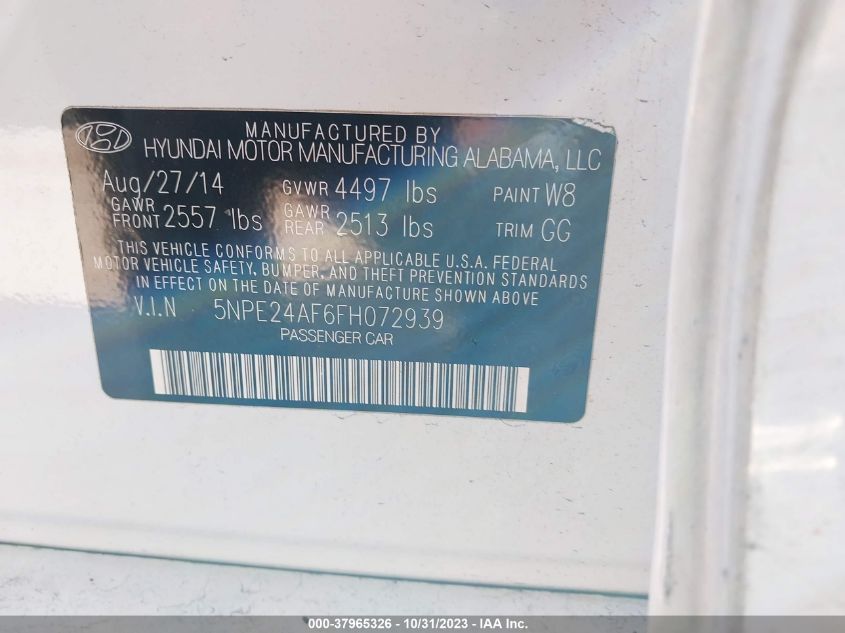 MANUFACTURED BY
HYUNDAI MOTOR MANUFACTURING ALABAMA, LLC
Aug/27/14 GVWR 4497 lbs PAINT W8
GAWR FRONT 2557 lbs GAWR REAR 2513 lbs TRIM GG
THIS VEHICLE CONFORMS TO ALL APPLICABLE U.S.A. FEDERAL
MOTOR VEHICLE SAFETY, BUMPER, AND THEFT PREVENTION STANDARDS
IN EFFECT ON THE DATE OF MANUFACTURE SHOWN ABOVE
V.I.N 5NPE24AF6FH072939
PASSENGER CAR
000-37965326 - 10/31/2023 - IAA Inc.